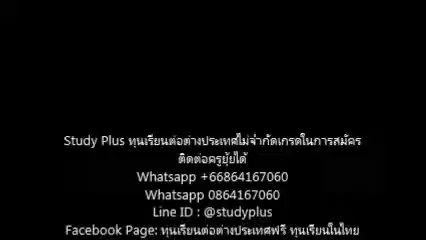 Study Plus ทุนเรียนต่อต่างประเทศไม่จำกัดเกรดในการสมัคร
ติดต่อครูยุ้ยได้
Whatsapp +66864167060
Whatsapp 0864167060
Line ID : @studyplus
Facebook Page: ทุนเรียนต่อต่างประเทศฟรี ทุนเรียนในไทย